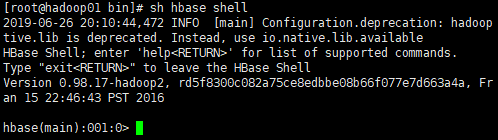 [root@hadoop01 bin]# sh hbase shell
2019-06-26 20:10:44,472 INFO  [main] Configuration.deprecation: hadoop
tive.lib is deprecated. Instead, use io.native.lib.available
HBase Shell; enter 'help<RETURN>' for list of supported commands.
Type "exit<RETURN>" to leave the HBase Shell
Version 0.98.17-hadoop2, rd5f8300c082a75ce8edbbe08b66f077e7d663a4a, Fr
an 15 22:46:43 PST 2016
hbase(main):001:0>